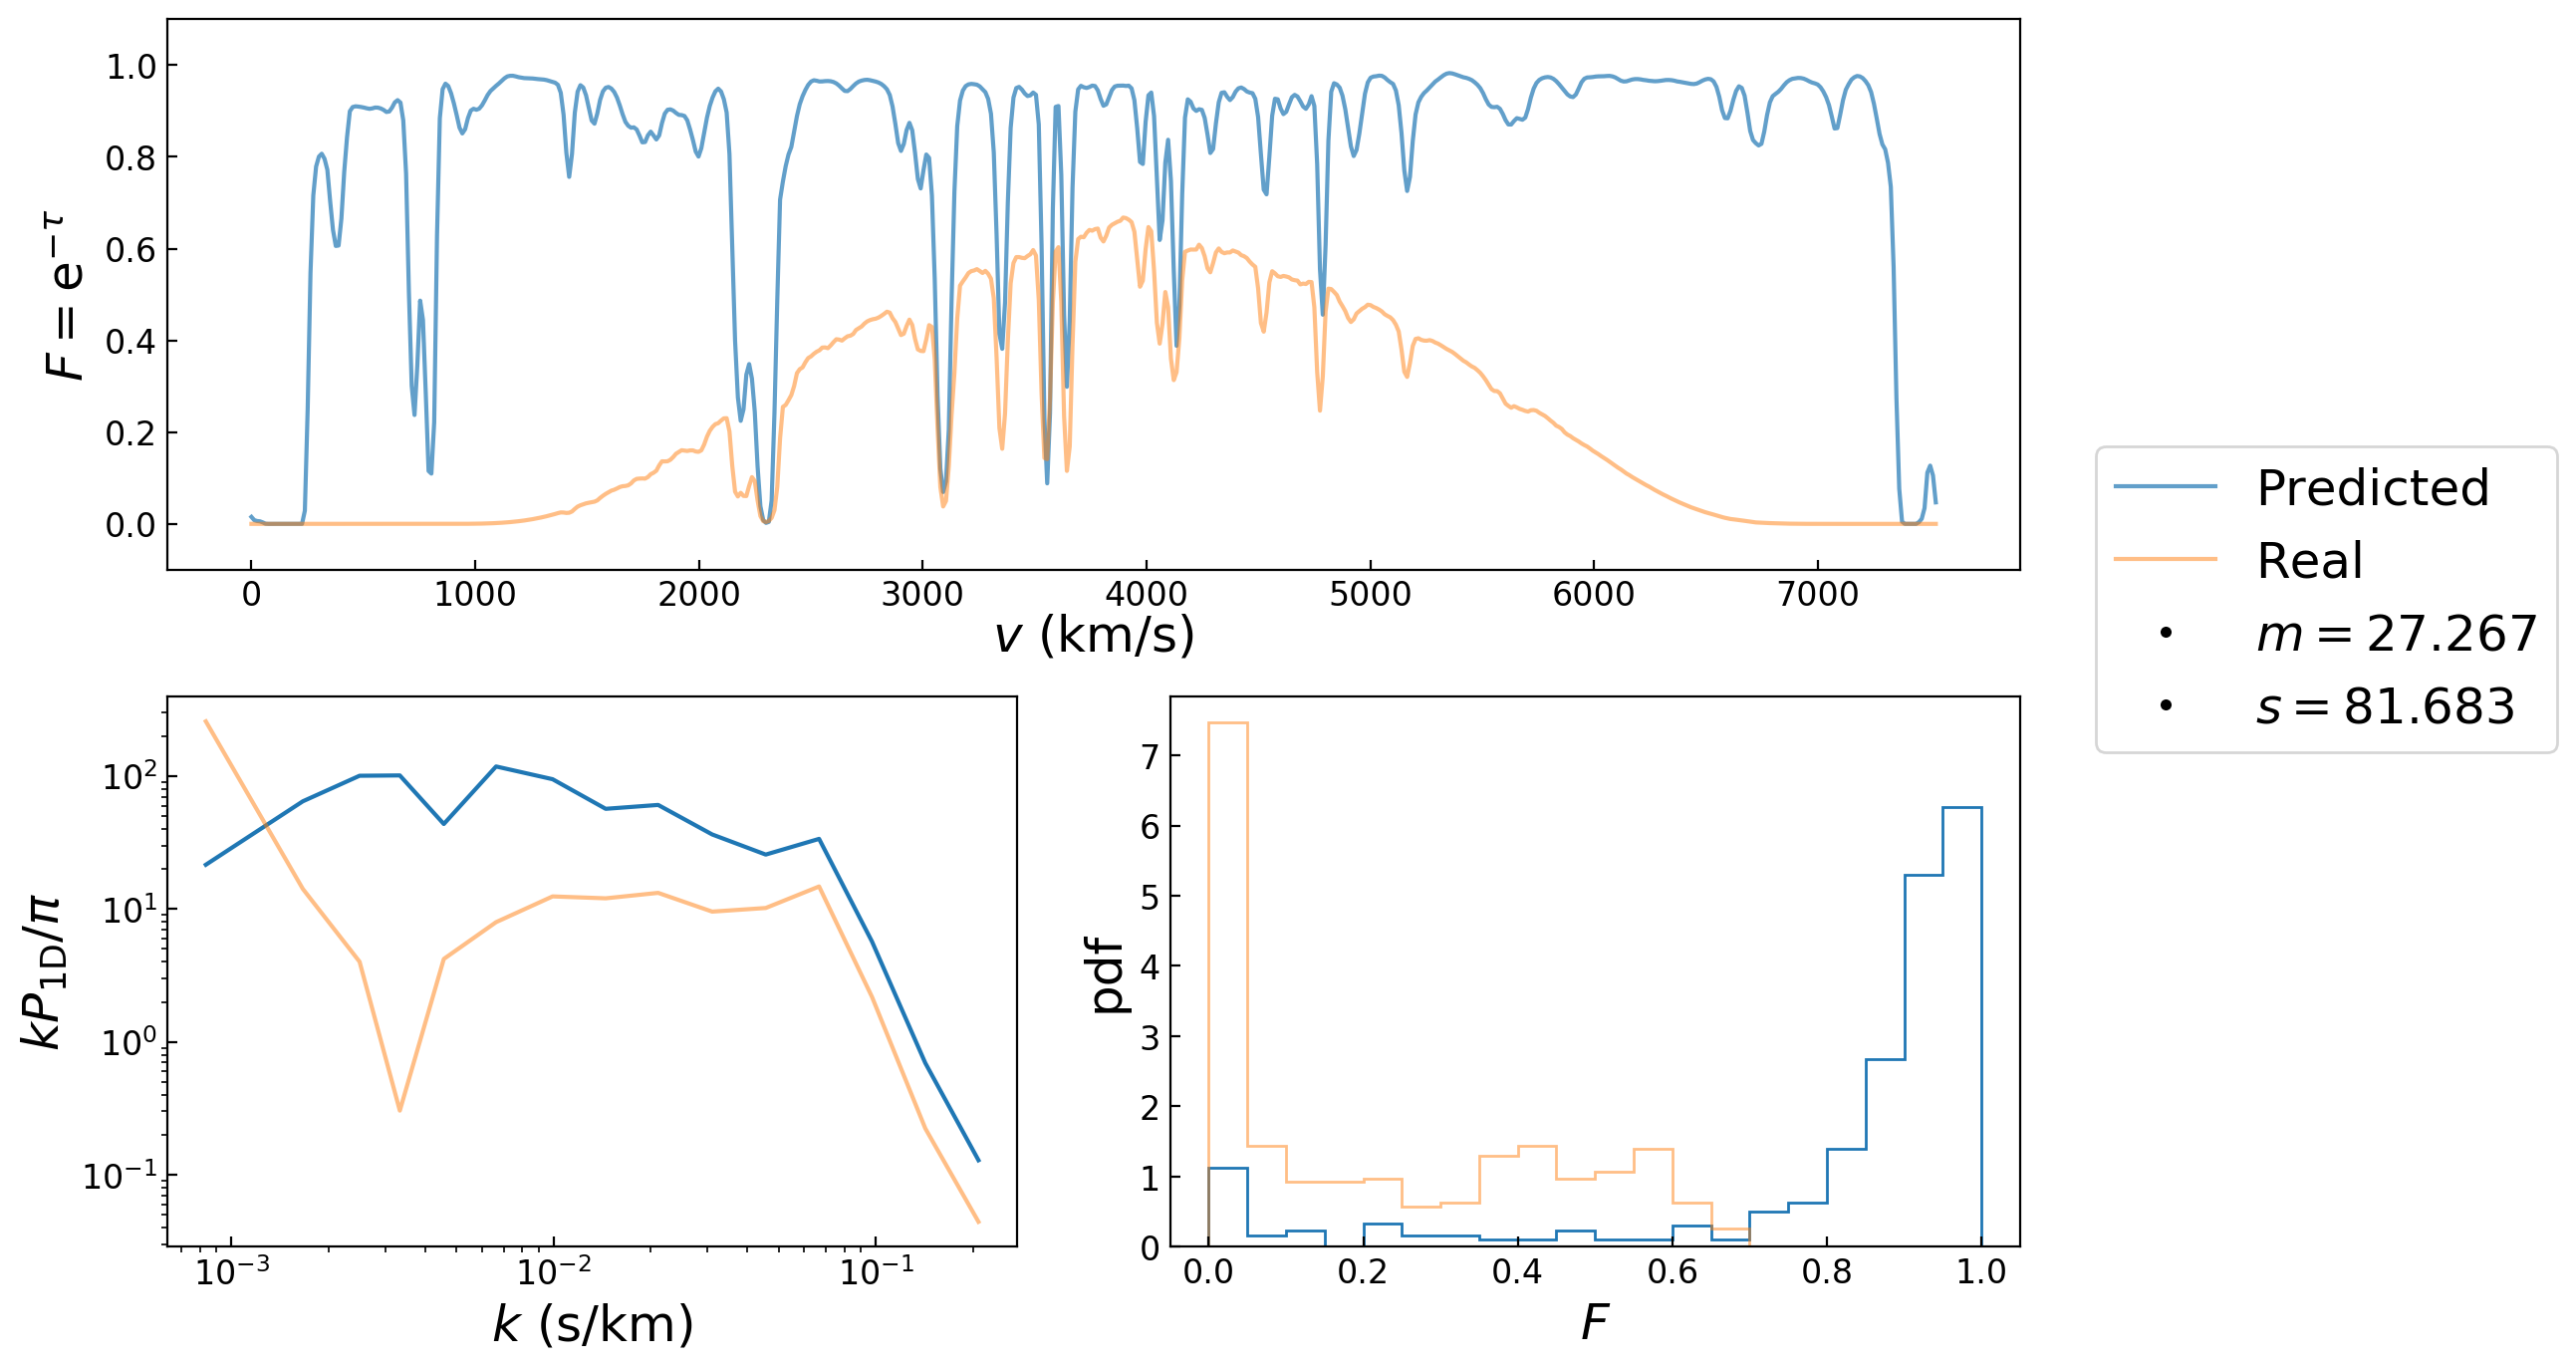 1.0
0.8
0.6
0.4
0.2
0.0
F = e^{−τ}
0 1000 2000 3000 4000 5000 6000 7000
v (km/s)
Predicted
Real
m = 27.267
s = 81.683
10^2
10^1
10^0
10^{−1}
kP_{1D}/π
10^{−3} 10^{−2} 10^{−1}
k (s/km)
7
6
5
4
3
2
1
0
pdf
0.0 0.2 0.4 0.6 0.8 1.0
F